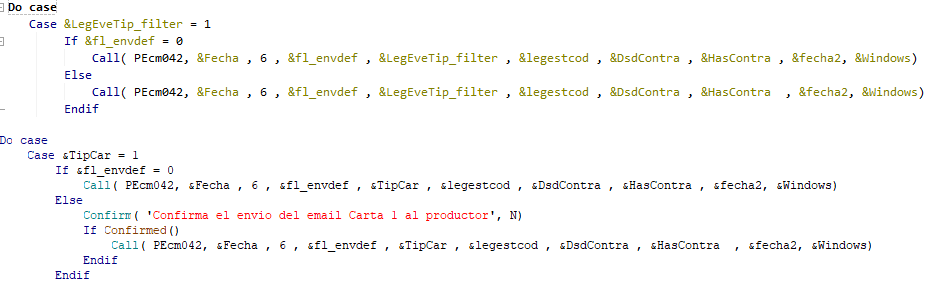 Do case
Case &LegEveTip_filter = 1
If &fl_envdef = 0
Call( PEcm042, &Fecha , 6 , &fl_envdef , &LegEveTip_filter , &legestcod , &DsdContra , &HasContra , &fecha2, &Windows)
Else
Call( PEcm042, &Fecha , 6 , &fl_envdef , &LegEveTip_filter , &legestcod , &DsdContra , &HasContra  , &fecha2, &Windows)
Endif
Do case
Case &TipCar = 1
If &fl_envdef = 0
Call( PEcm042, &Fecha , 6 , &fl_envdef , &TipCar , &legestcod , &DsdContra , &HasContra , &fecha2, &Windows)
Else
Confirm( 'Confirma el envio del email Carta 1 al productor', N)
If Confirmed()
Call( PEcm042, &Fecha , 6 , &fl_envdef , &TipCar , &legestcod , &DsdContra , &HasContra  , &fecha2, &Windows)
Endif
Endif